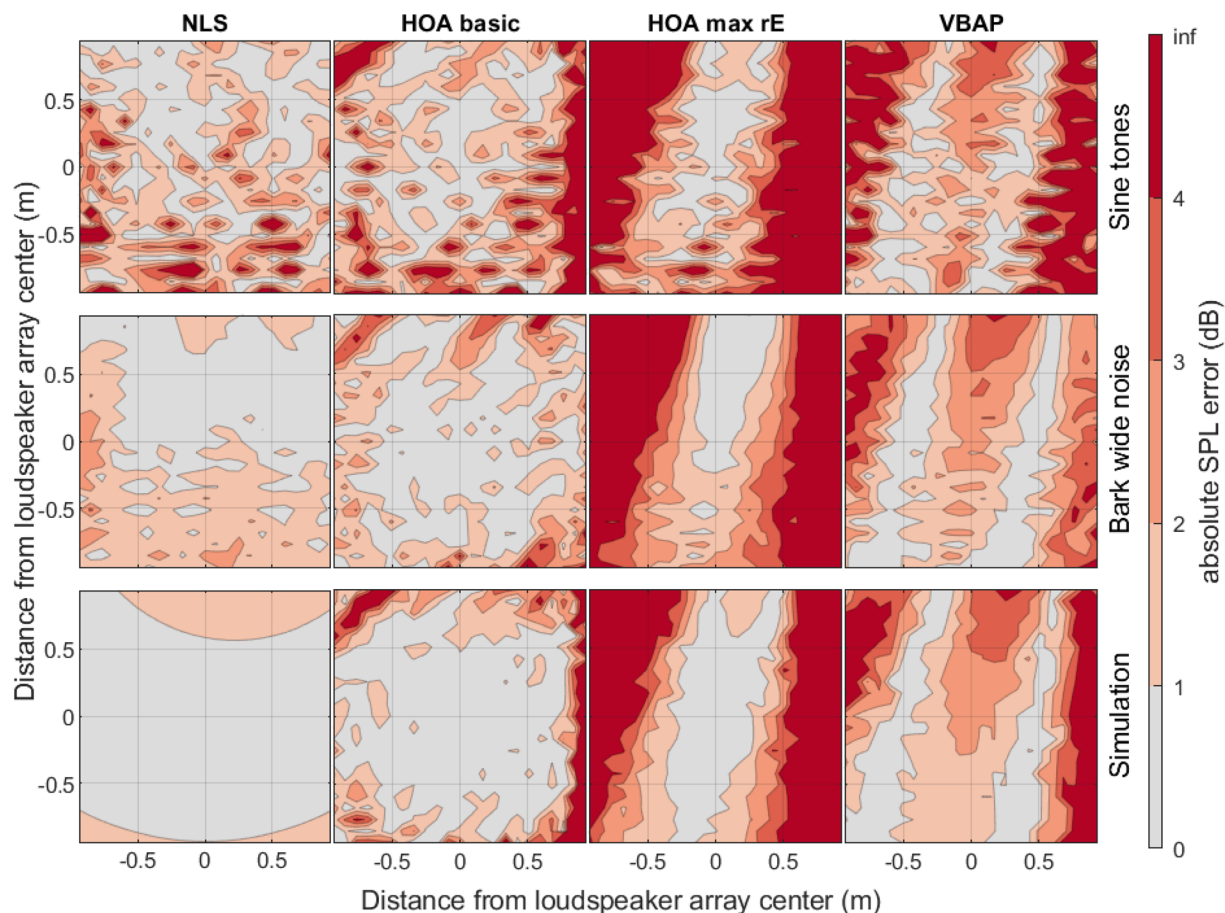 NLS HOA basic HOA max rE VBAP
inf
4
3
2
1
0
absolute SPL error (dB)
Sine tones
Bark wide noise
Simulation
Distance from loudspeaker array center (m)
0.5
0
-0.5
0.5
0
-0.5
0.5
0
-0.5
-0.5 0 0.5 -0.5 0 0.5 -0.5 0 0.5 -0.5 0 0.5
Distance from loudspeaker array center (m)